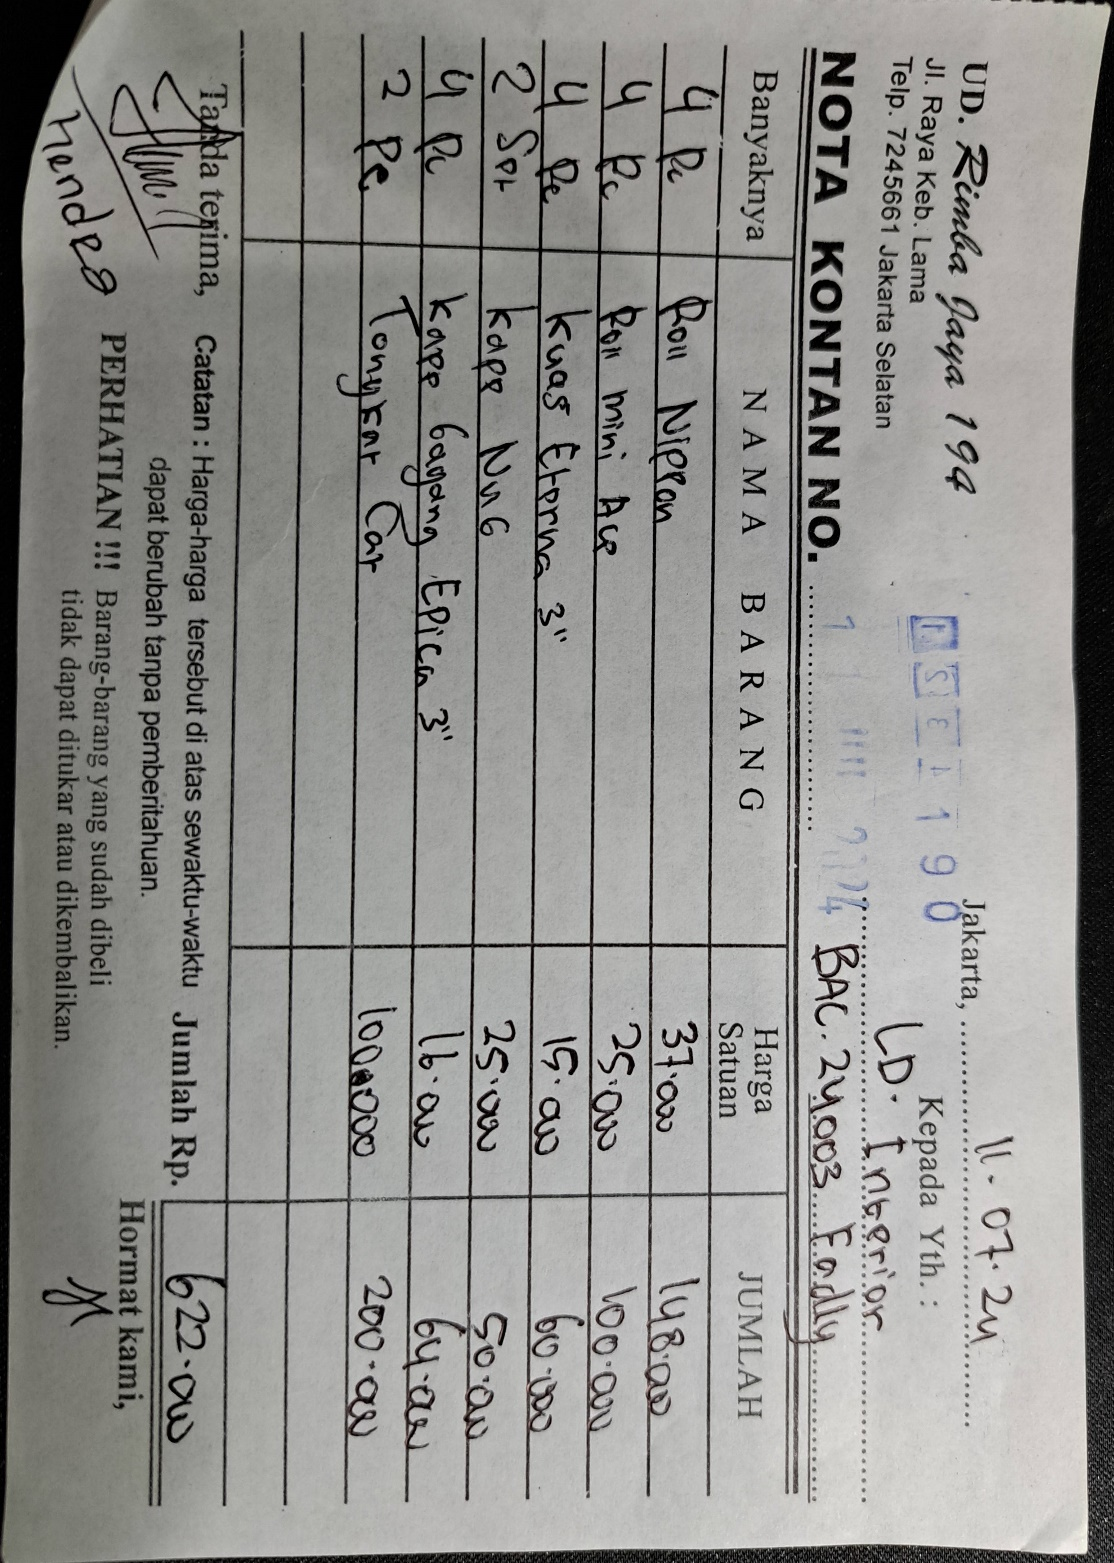 UD. Rimba Jaya 194
Jl. Raya Keb. Lama
Telp. 7245661 Jakarta Selatan
Jakarta, 11-07-24
Kepada Yth. :
LD. Interior
BAC. 24.003 Fadly
NOTA KONTAN NO.
Banyaknya NAMA BARANG Harga Satuan JUMLAH
4 Pc Roll Nippon 37.000 148.000
4 Pc Roll mini Ace 25.000 100.000
4 Pc Kuas Eterna 3" 15.000 60.000
2 Set Kape 25.000 50.000
4 Pc Kape Gagang Epica 3" 16.000 64.000
2 Pc Tongkat Cat 100.000 200.000
Jumlah Rp. 622.000
Tanda terima,
Hendra
Catatan : Harga-harga tersebut di atas sewaktu-waktu
dapat berubah tanpa pemberitahuan.
PERHATIAN !!! Barang-barang yang sudah dibeli
tidak dapat ditukar atau dikembalikan.
Hormat kami,